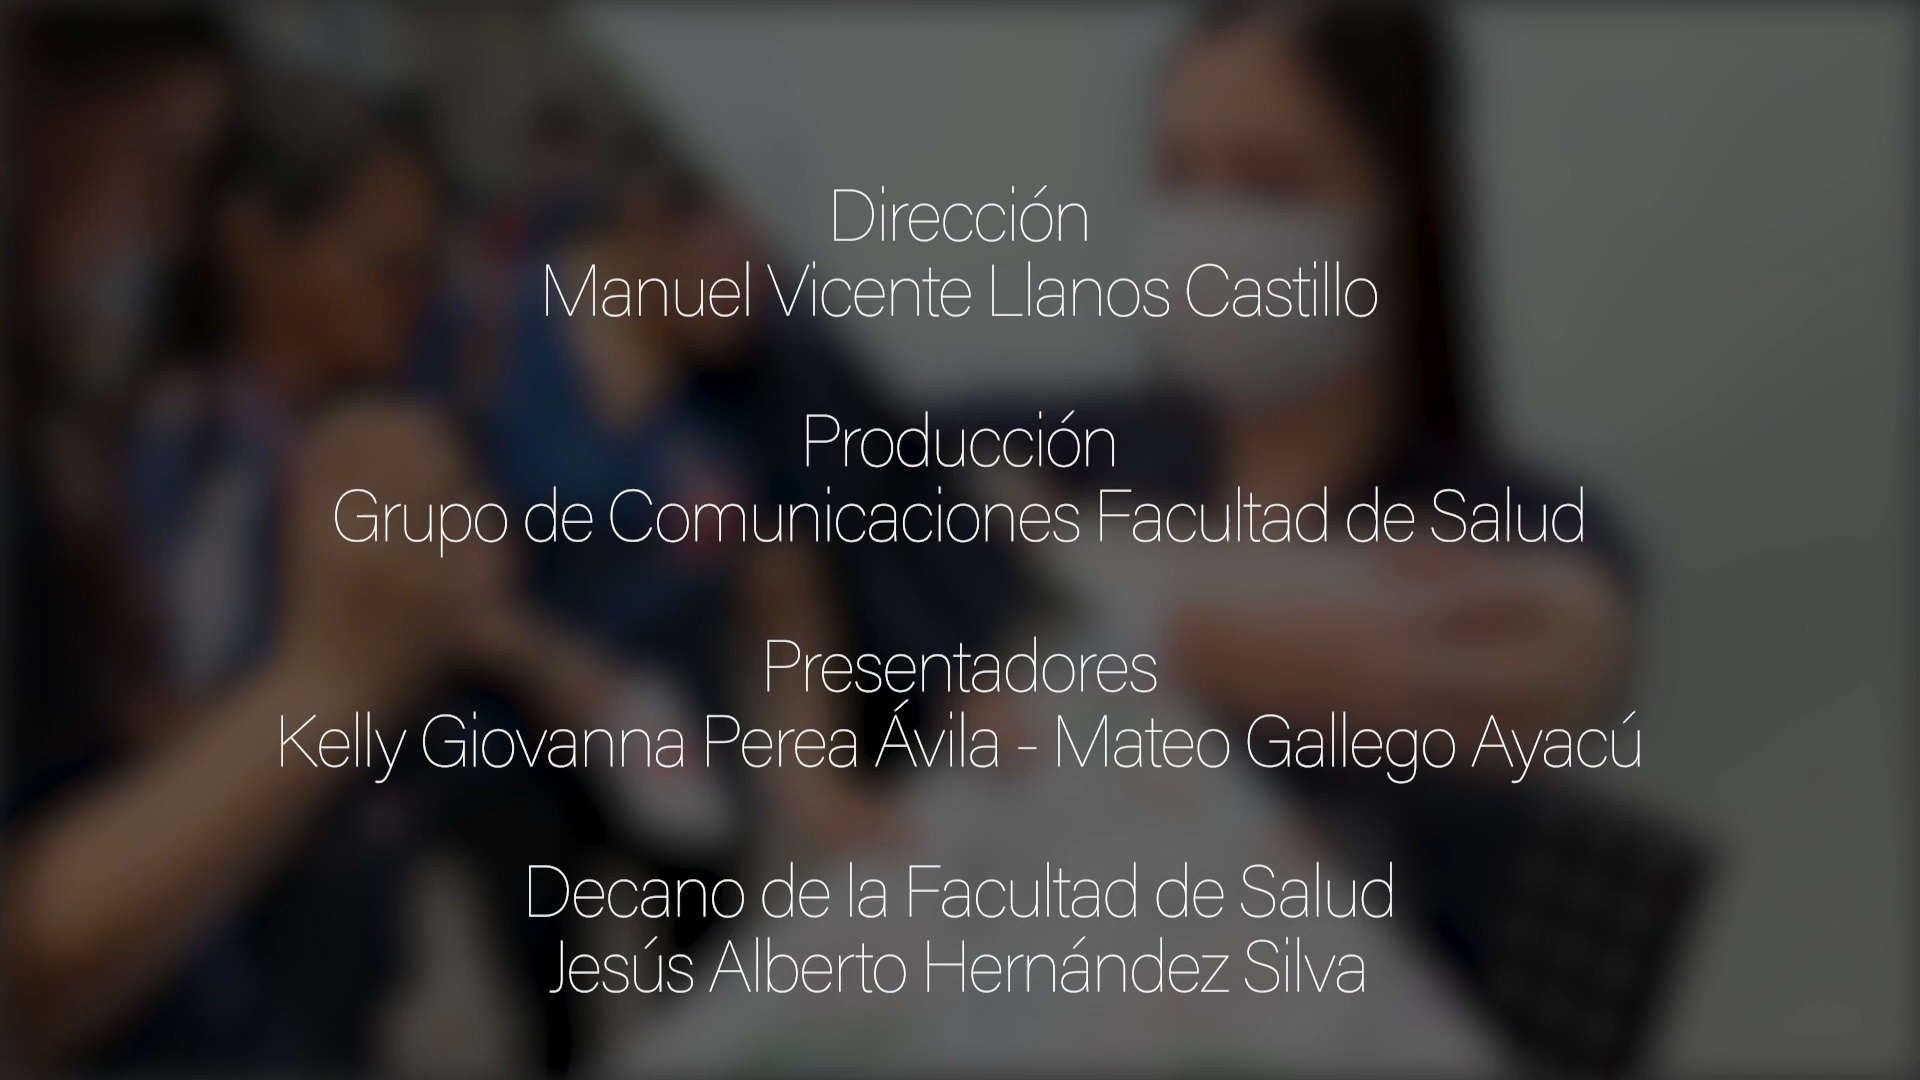 Dirección
Manuel Vicente Llanos Castillo
Producción
Grupo de Comunicaciones Facultad de Salud
Presentadores
Kelly Giovanna Perea Ávila - Mateo Gallego Ayacú
Decano de la Facultad de Salud
Jesús Alberto Hernández Silva